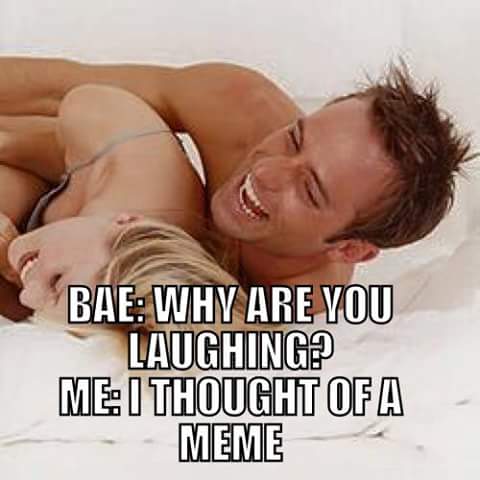 BAE: WHY ARE YOU
LAUGHING?
ME: I THOUGHT OF A
MEME